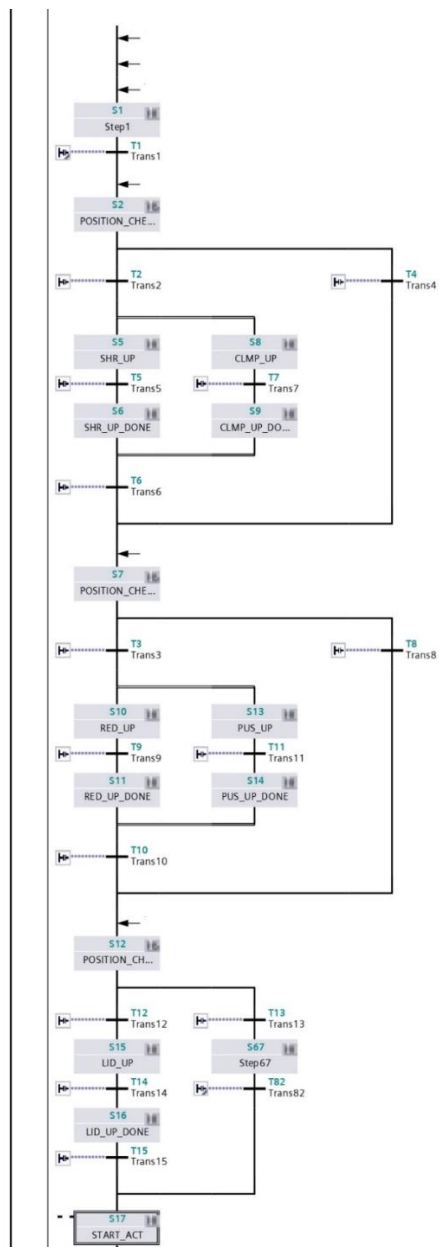 S1
Step1
T1
Trans1
S2
POSITION_CHE...
T2
Trans2
T4
Trans4
S5
SHR_UP
S8
CLMP_UP
T5
Trans5
T7
Trans7
S6
SHR_UP_DONE
S9
CLMP_UP_DO...
T6
Trans6
S7
POSITION_CHE...
T3
Trans3
T8
Trans8
S10
RED_UP
S13
PUS_UP
T9
Trans9
T11
Trans11
S11
RED_UP_DONE
S14
PUS_UP_DONE
T10
Trans10
S12
POSITION_CH...
T12
Trans12
T13
Trans13
S15
LID_UP
S67
Step67
T14
Trans14
T82
Trans82
S16
LID_UP_DONE
T15
Trans15
S17
START_ACT